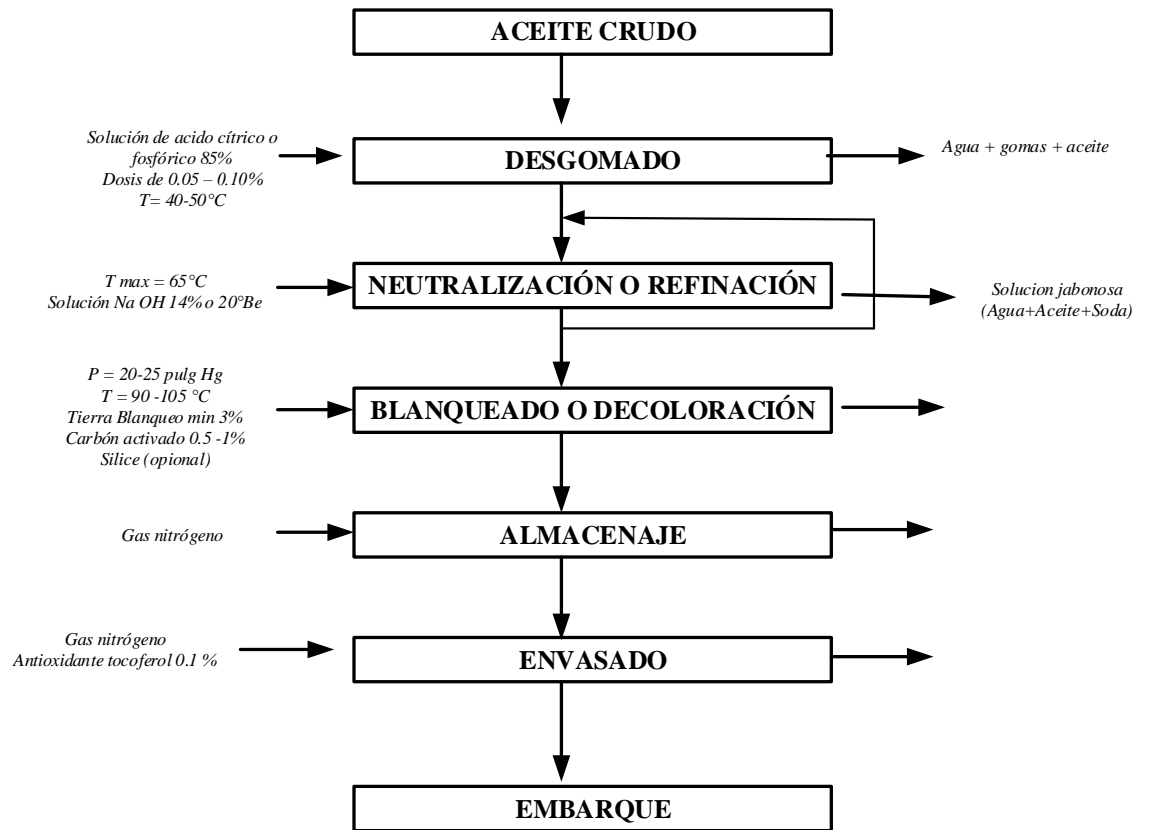 ACEITE CRUDO
Solución de acido cítrico o
fosfórico 85%
Dosis de 0.05 – 0.10%
T= 40-50°C
DESGOMADO
Agua + gomas + aceite
T max = 65°C
Solución Na OH 14% o 20°Be
NEUTRALIZACIÓN O REFINACIÓN
Solucion jabonosa
(Agua+Aceite+Soda)
P = 20-25 pulg Hg
T = 90 -105 °C
Tierra Blanqueo min 3%
Carbón activado 0.5 -1%
Silice (opional)
BLANQUEADO O DECOLORACIÓN
Gas nitrógeno
ALMACENAJE
Gas nitrógeno
Antioxidante tocoferol 0.1 %
ENVASADO
EMBARQUE